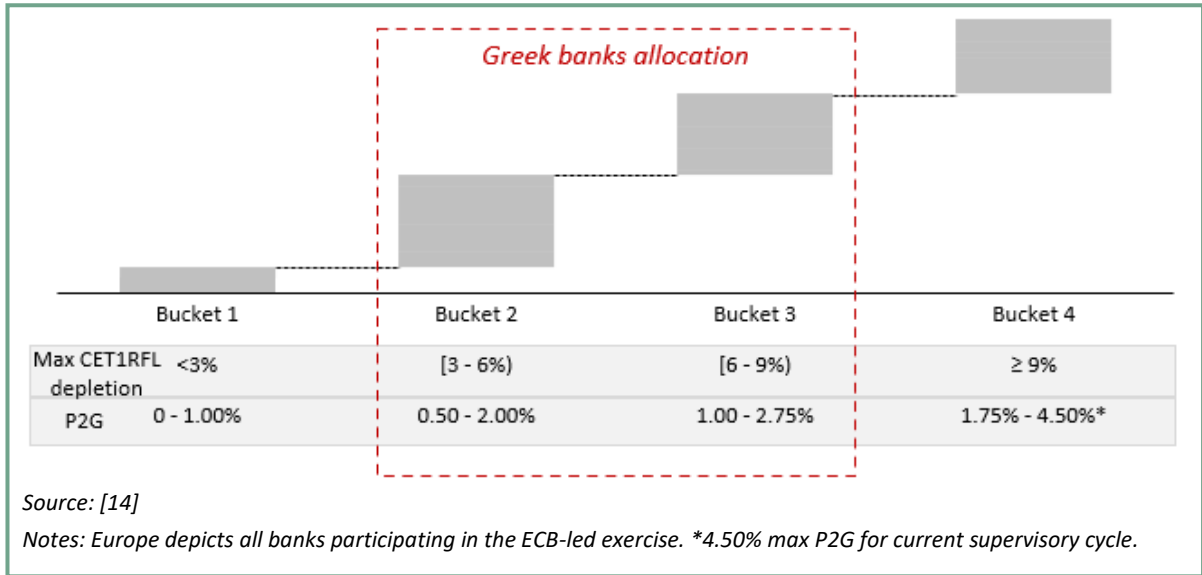 Greek banks allocation
Bucket 1 Bucket 2 Bucket 3 Bucket 4
Max CET1RFL depletion <3% [3 - 6%) [6 - 9%) ≥ 9%
P2G 0 - 1.00% 0.50 - 2.00% 1.00 - 2.75% 1.75% - 4.50%*
Source: [14]
Notes: Europe depicts all banks participating in the ECB-led exercise. *4.50% max P2G for current supervisory cycle.